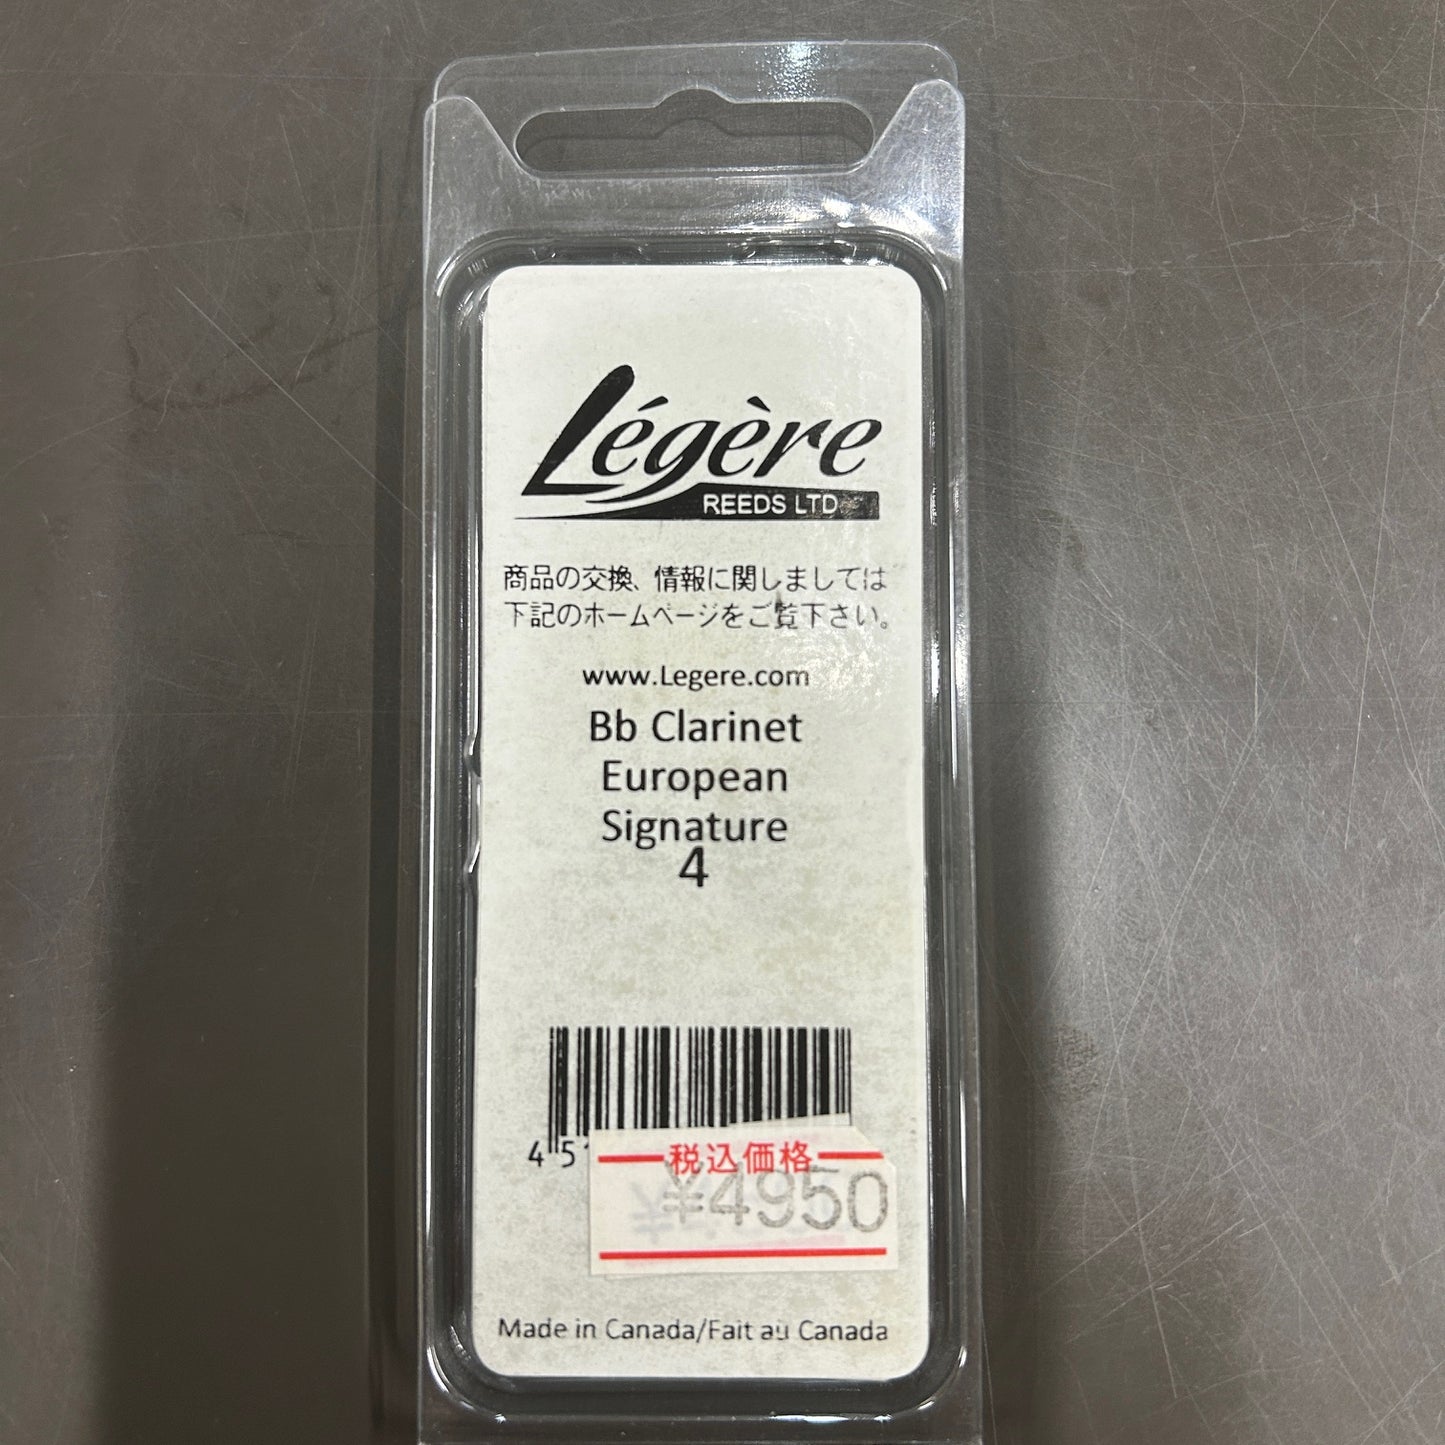 Légère
REEDS LTD
商品の交換、情報に関しましては
下記のホームページをご覧下さい。
www.Legere.com
Bb Clarinet
European
Signature
4
45
税込価格
¥4950
Made in Canada/Fait au Canada